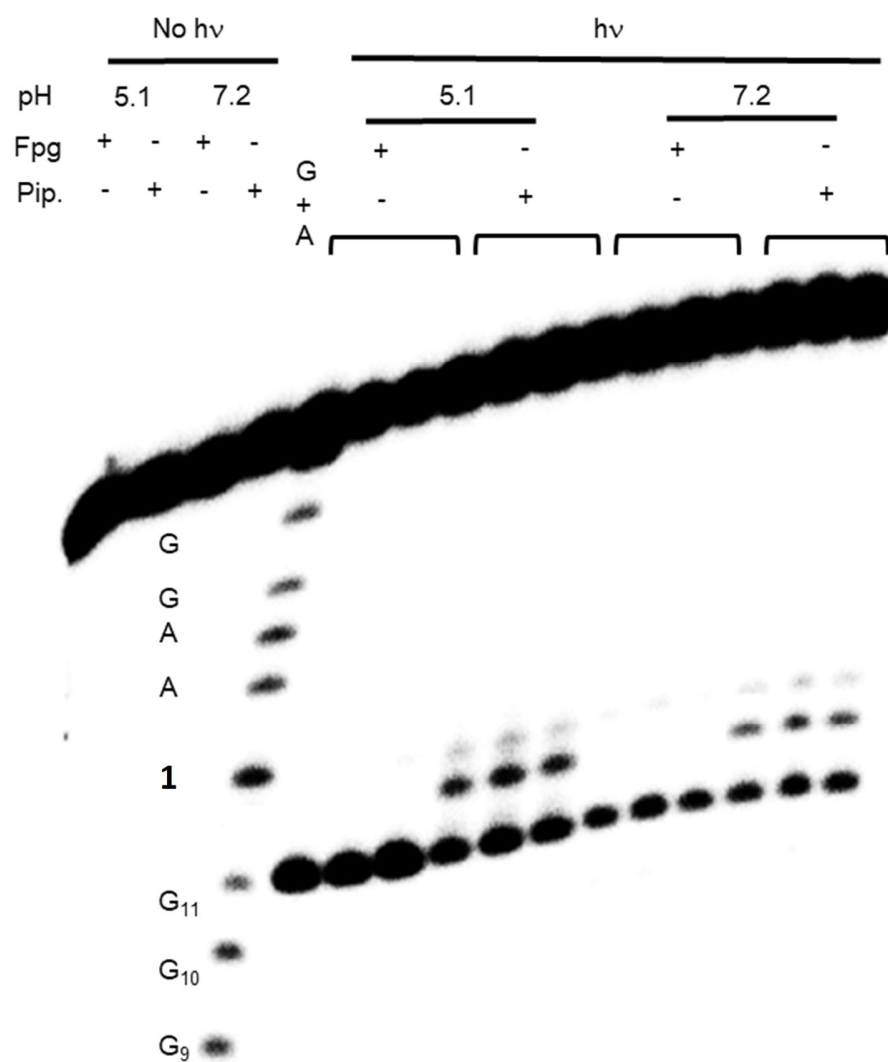 No hν hν
pH 5.1 7.2 5.1 7.2
Fpg + - + - + - + -
Pip. - + - + - + - +
G
+
A
G
G
A
A
1
G₁₁
G₁₀
G₉